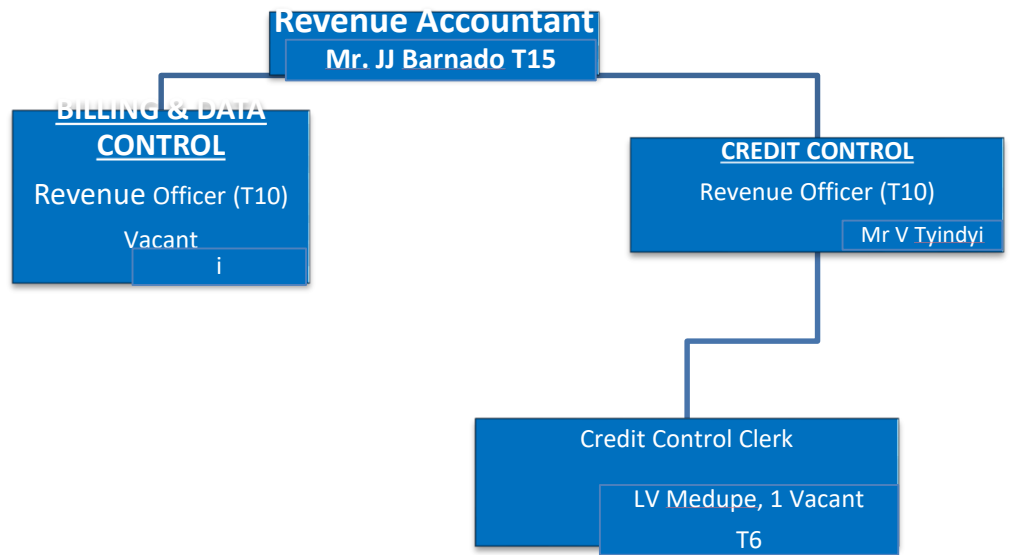 Revenue Accountant
Mr. JJ Barnado T15
BILLING & DATA
CONTROL
Revenue Officer (T10)
Vacant
i
CREDIT CONTROL
Revenue Officer (T10)
Mr V Tyindyi
Credit Control Clerk
LV Medupe, 1 Vacant
T6